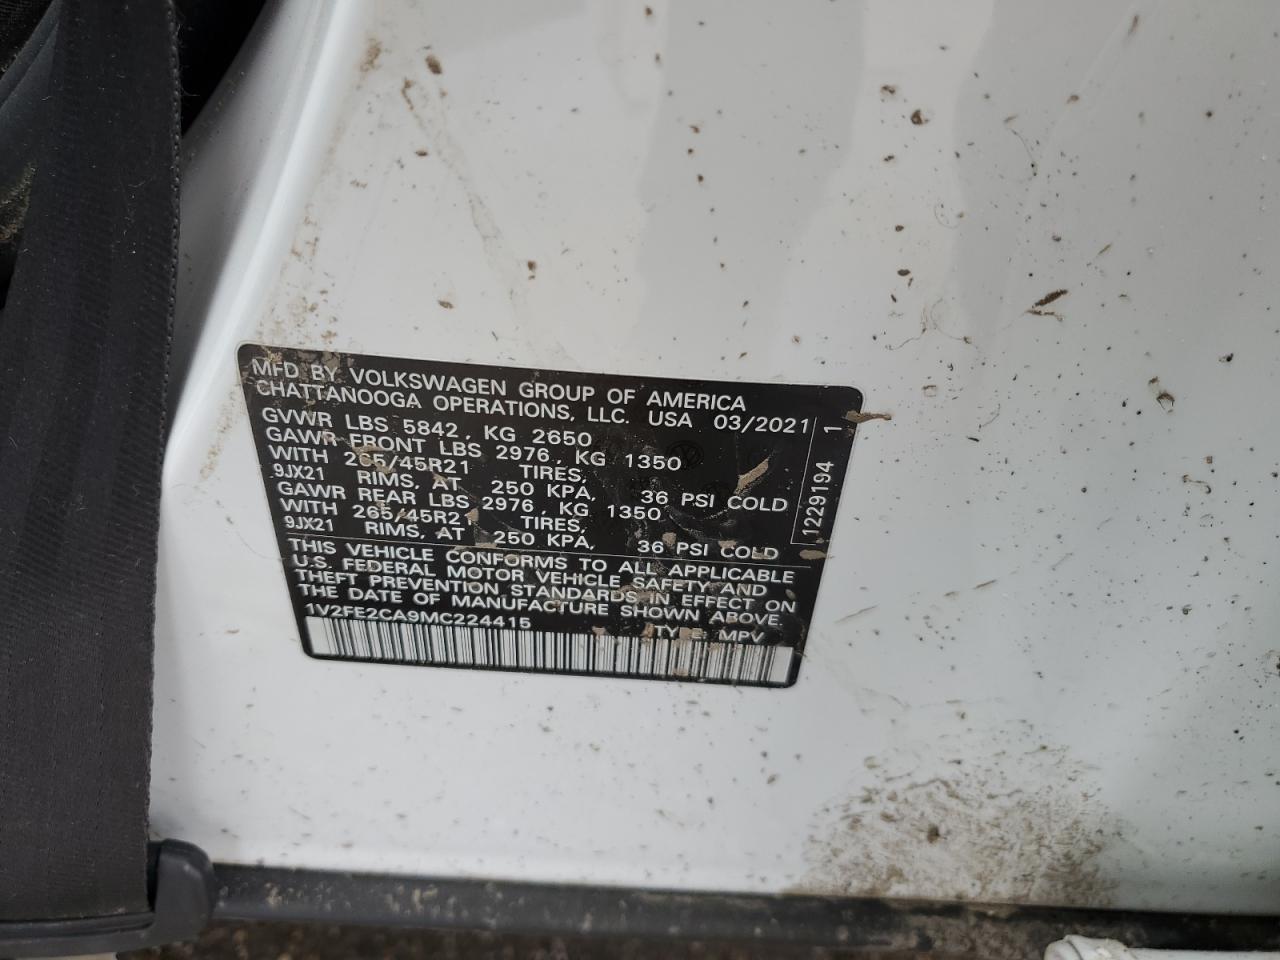 MFD BY VOLKSWAGEN GROUP OF AMERICA
CHATTANOOGA OPERATIONS, LLC. USA 03/2021
GVWR LBS 5842, KG 2650
GAWR FRONT LBS 2976, KG 1350
WITH 265/45R21 TIRES,
9JX21 RIMS, AT 250 KPA, 36 PSI COLD
GAWR REAR LBS 2976, KG 1350
WITH 265/45R21 TIRES,
9JX21 RIMS, AT 250 KPA, 36 PSI COLD
THIS VEHICLE CONFORMS TO ALL APPLICABLE
U.S. FEDERAL MOTOR VEHICLE SAFETY AND
THEFT PREVENTION STANDARDS IN EFFECT ON
THE DATE OF MANUFACTURE SHOWN ABOVE.
1V2FE2CA9MC224415 TYPE: MPV
1229194 1